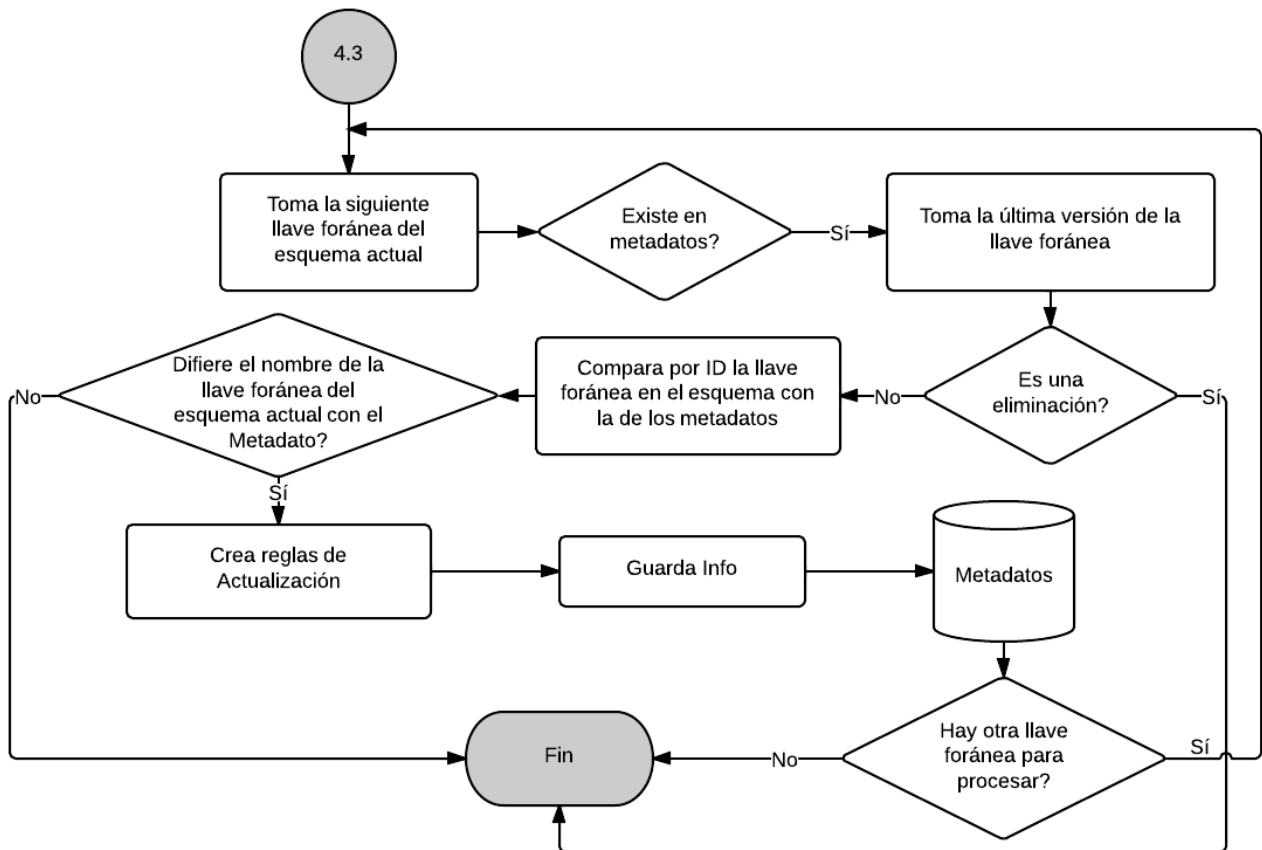 4.3
Toma la siguiente
llave foránea del
esquema actual
Existe en
metadatos?
Sí
Toma la última versión de la
llave foránea
Difiere el nombre de la
llave foránea del
esquema actual con el
Metadato?
No
Sí
Compara por ID la llave
foránea en el esquema con
la de los metadatos
No
Es una
eliminación?
Sí
Crea reglas de
Actualización
Guarda Info
Metadatos
Fin
No
Hay otra llave
foránea para
procesar?
Sí